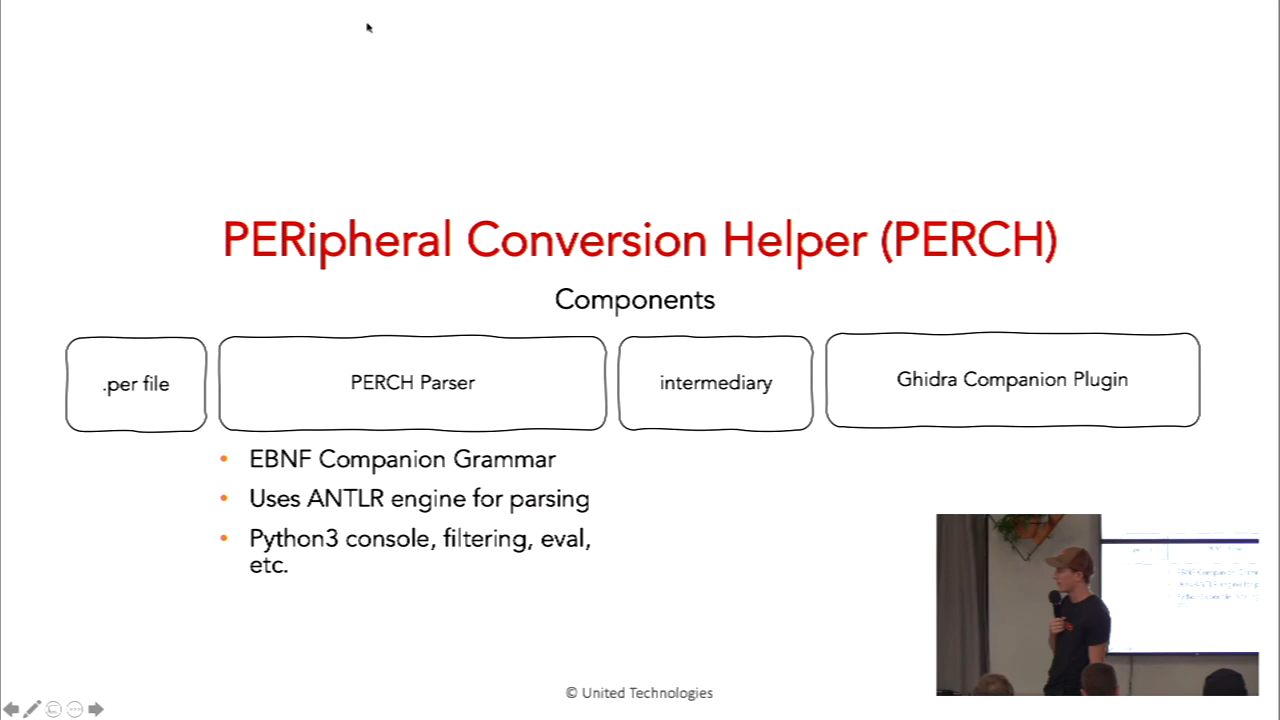 PERipheral Conversion Helper (PERCH)
Components
.per file
PERCH Parser
intermediary
Ghidra Companion Plugin
• EBNF Companion Grammar
• Uses ANTLR engine for parsing
• Python3 console, filtering, eval,
etc.
© United Technologies